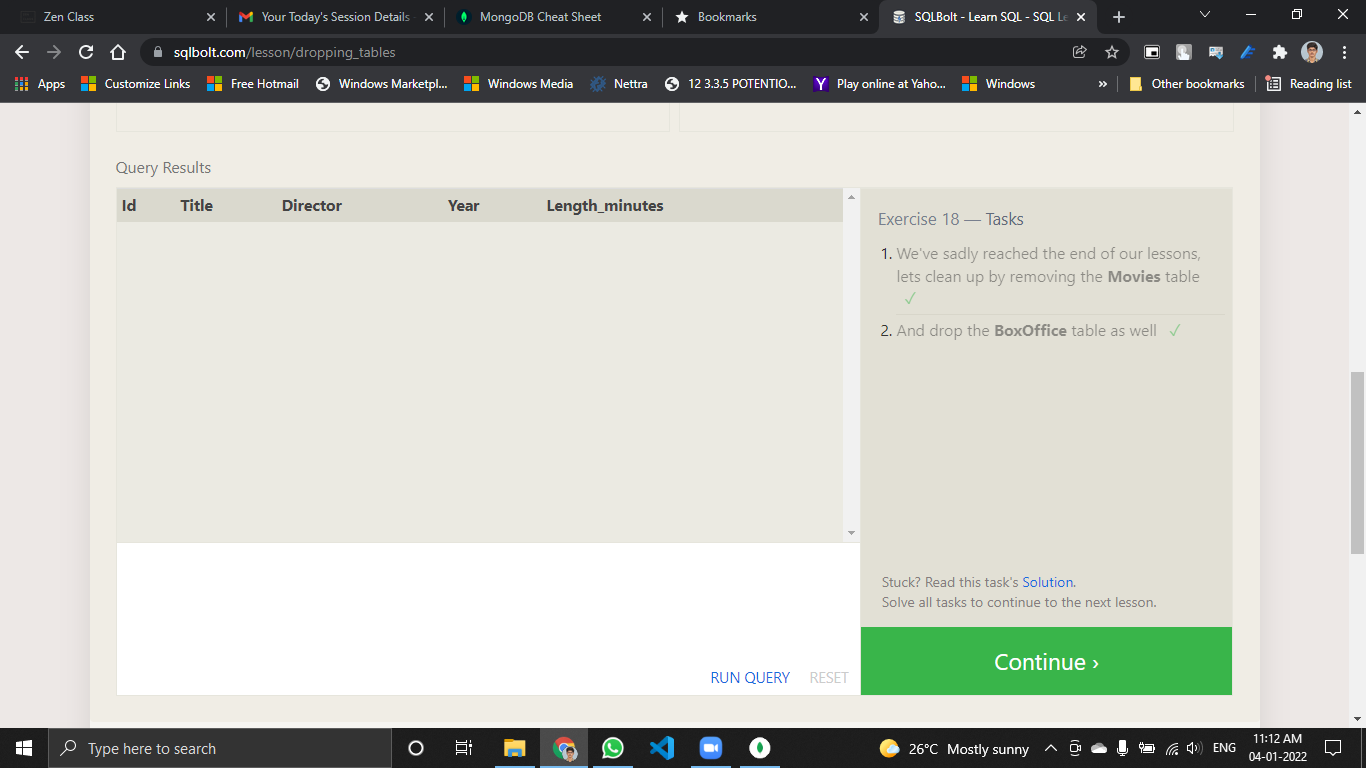 Zen Class
Your Today's Session Details
MongoDB Cheat Sheet
Bookmarks
SQLBolt - Learn SQL - SQL Le
sqlbolt.com/lesson/dropping_tables
Apps
Customize Links
Free Hotmail
Windows Marketpl...
Windows Media
Nettra
12 3.3.5 POTENTIO...
Play online at Yaho...
Windows
»
Other bookmarks
Reading list
Query Results
Id Title Director Year Length_minutes
Exercise 18 — Tasks
1. We've sadly reached the end of our lessons,
lets clean up by removing the Movies table
✓
2. And drop the BoxOffice table as well ✓
Stuck? Read this task's Solution.
Solve all tasks to continue to the next lesson.
RUN QUERY RESET
Continue ›
Type here to search
26°C Mostly sunny
ENG
11:12 AM
04-01-2022